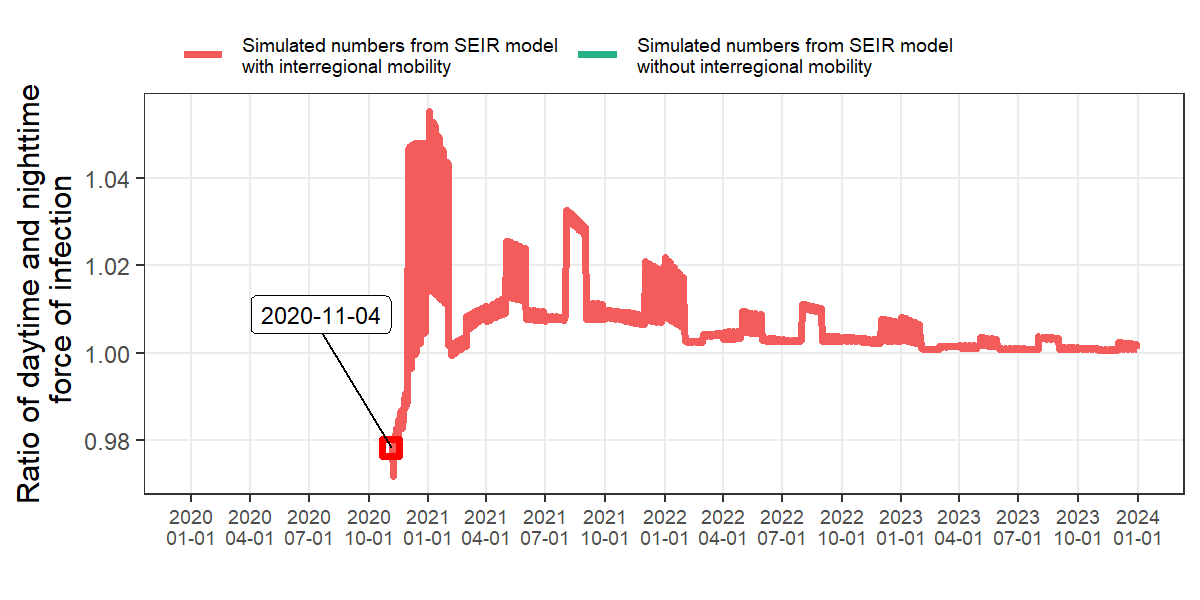 Simulated numbers from SEIR model
with interregional mobility
Simulated numbers from SEIR model
without interregional mobility
Ratio of daytime and nighttime
force of infection
1.04
1.02
1.00
0.98
2020-11-04
2020 2020 2020 2020 2021 2021 2021 2021 2022 2022 2022 2022 2023 2023 2023 2023 2024
01-01 04-01 07-01 10-01 01-01 04-01 07-01 10-01 01-01 04-01 07-01 10-01 01-01 04-01 07-01 10-01 01-01